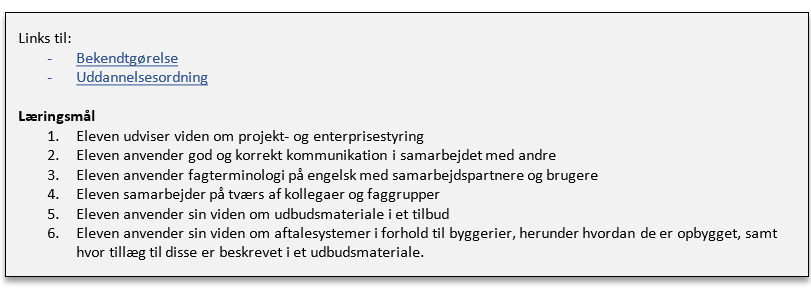 Links til:
- Bekendtgørelse
- Uddannelsesordning
Læringsmål
1. Eleven udviser viden om projekt- og enterprisestyring
2. Eleven anvender god og korrekt kommunikation i samarbejdet med andre
3. Eleven anvender fagterminologi på engelsk med samarbejdspartnere og brugere
4. Eleven samarbejder på tværs af kollegaer og faggrupper
5. Eleven anvender sin viden om udbudsmateriale i et tilbud
6. Eleven anvender sin viden om aftalesystemer i forhold til byggerier, herunder hvordan de er opbygget, samt
hvor tillæg til disse er beskrevet i et udbudsmateriale.